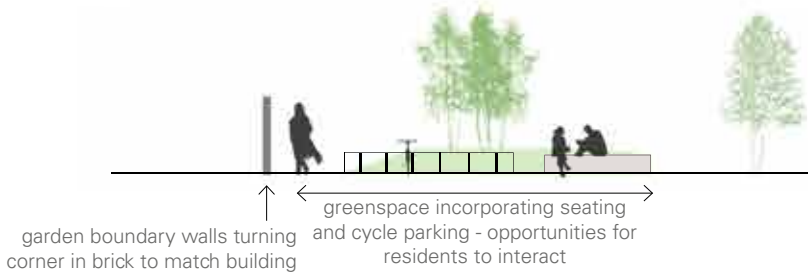 garden boundary walls turning
corner in brick to match building
greenspace incorporating seating
and cycle parking - opportunities for
residents to interact